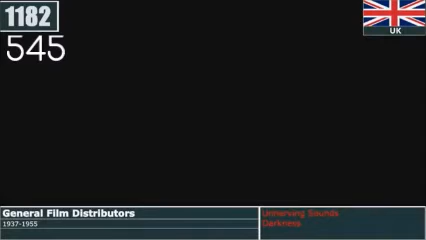 1182
545
UK
General Film Distributors
1937-1955
Unnerving Sounds
Darkness